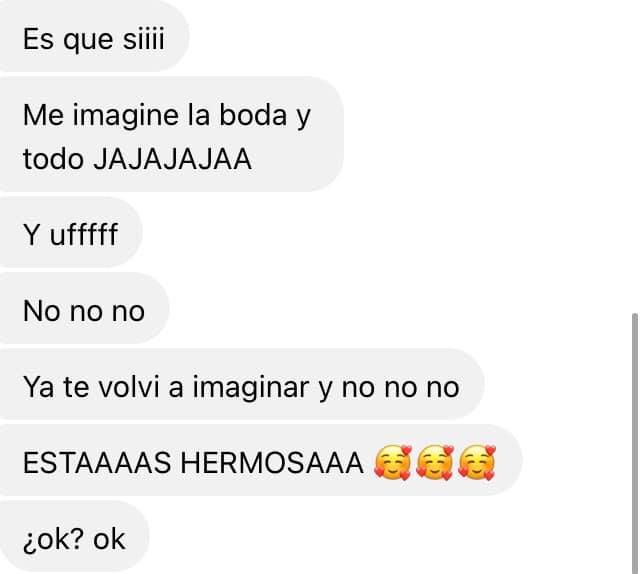 Es que siiii
Me imagine la boda y
todo JAJAJAJAA
Y ufffff
No no no
Ya te volvi a imaginar y no no no
ESTAAAAS HERMOSAAA 🥰🥰🥰
¿ok? ok